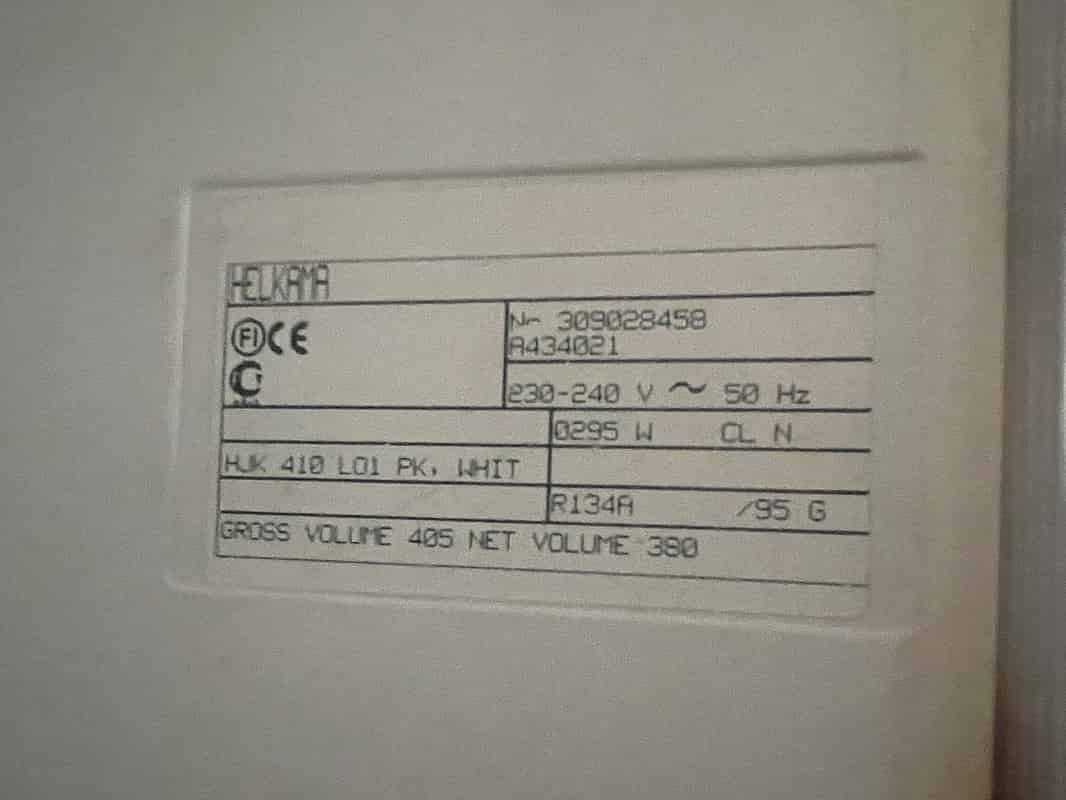 HELKAMA
FI CE
Nr 309028458
A434021
230-240 V ~ 50 Hz
0295 W CL N
HJK 410 LO1 PK, WHIT
R134A /95 G
GROSS VOLUME 405 NET VOLUME 380